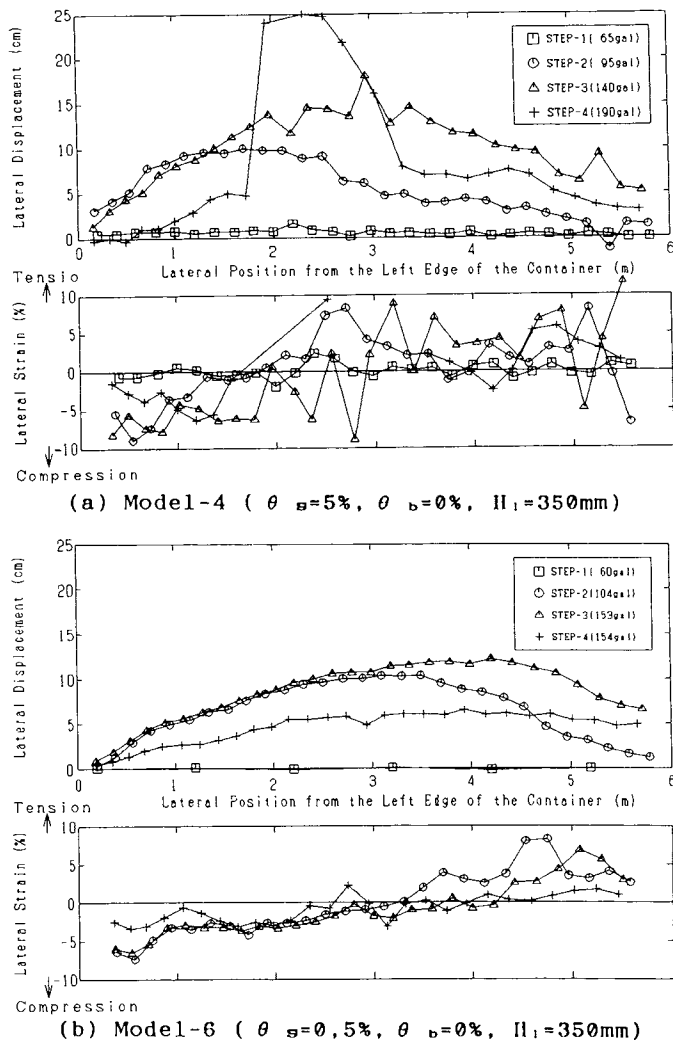 25
20
15
10
5
0
Lateral Displacement (cm)
STEP-1( 65gal)
STEP-2( 95gal)
STEP-3(140gal)
STEP-4(190gal)
0 1 2 3 4 5 6
Tensio
Lateral Position from the Left Edge of the Container (m)
10
5
0
-5
-10
Lateral Strain (%)
Compression
(a) Model-4 ( θ g=5%, θ b=0%, H1=350mm)
25
20
15
10
5
0
Lateral Displacement (cm)
STEP-1( 60gal)
STEP-2(104gal)
STEP-3(153gal)
STEP-4(154gal)
0 1 2 3 4 5 6
Tension
Lateral Position from the Left Edge of the Container (m)
10
5
0
-5
-10
Lateral Strain (%)
Compression
(b) Model-6 ( θ g=0,5%, θ b=0%, H1=350mm)